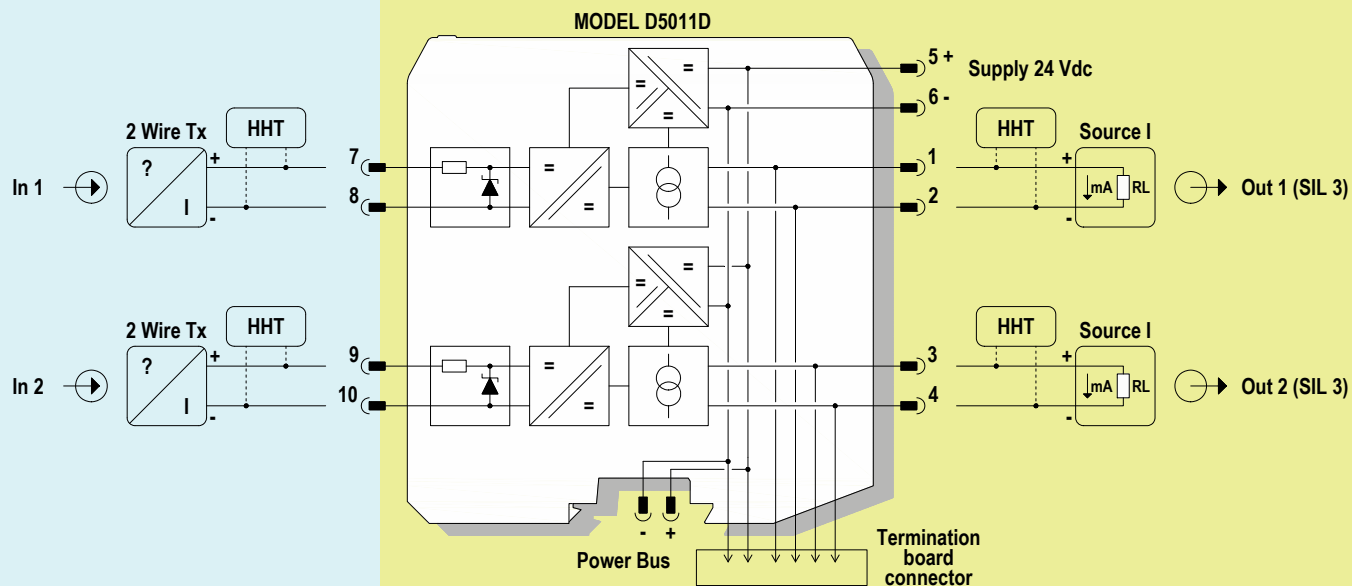 MODEL D5011D
5 +
Supply 24 Vdc
=
=
=
6 -
2 Wire Tx
HHT
HHT
Source I
?
I
+
-
7
8
=
=
1
2
+
-
mA
RL
In 1
Out 1 (SIL 3)
=
=
=
2 Wire Tx
HHT
HHT
Source I
?
I
+
-
9
10
=
=
3
4
+
-
mA
RL
In 2
Out 2 (SIL 3)
- +
Power Bus
Termination
board
connector